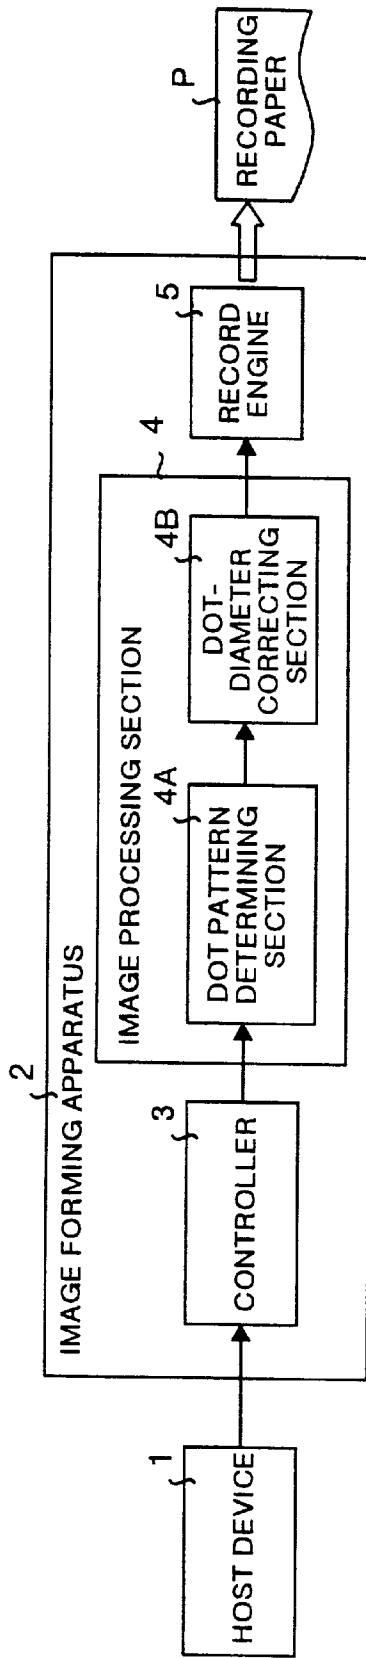 1
HOST DEVICE
2
IMAGE FORMING APPARATUS
3
CONTROLLER
IMAGE PROCESSING SECTION
4
4A
DOT PATTERN
DETERMINING
SECTION
4B
DOT-
DIAMETER
CORRECTING
SECTION
5
RECORD
ENGINE
P
RECORDING
PAPER